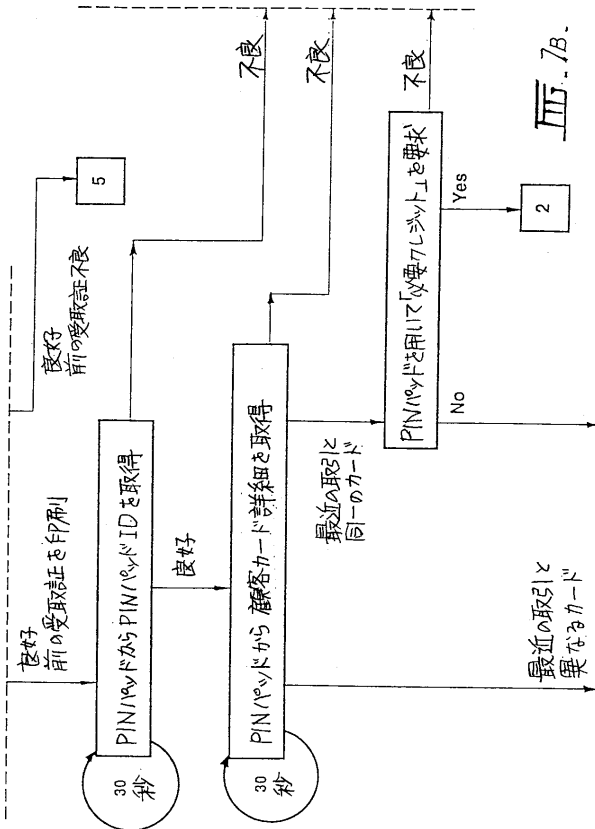 良好
前の受取証を印刷
良好
前の受取証不良
5
30
秒
PINパッドからPINパッドIDを取得
不良
良好
30
秒
PINパッドから顧客カード詳細を取得
不良
最近の取引と
同一のカード
PINパッドを用いて「必要クレジット」を要求
不良
No
Yes
2
最近の取引と
異なるカード
FIG. 7B.